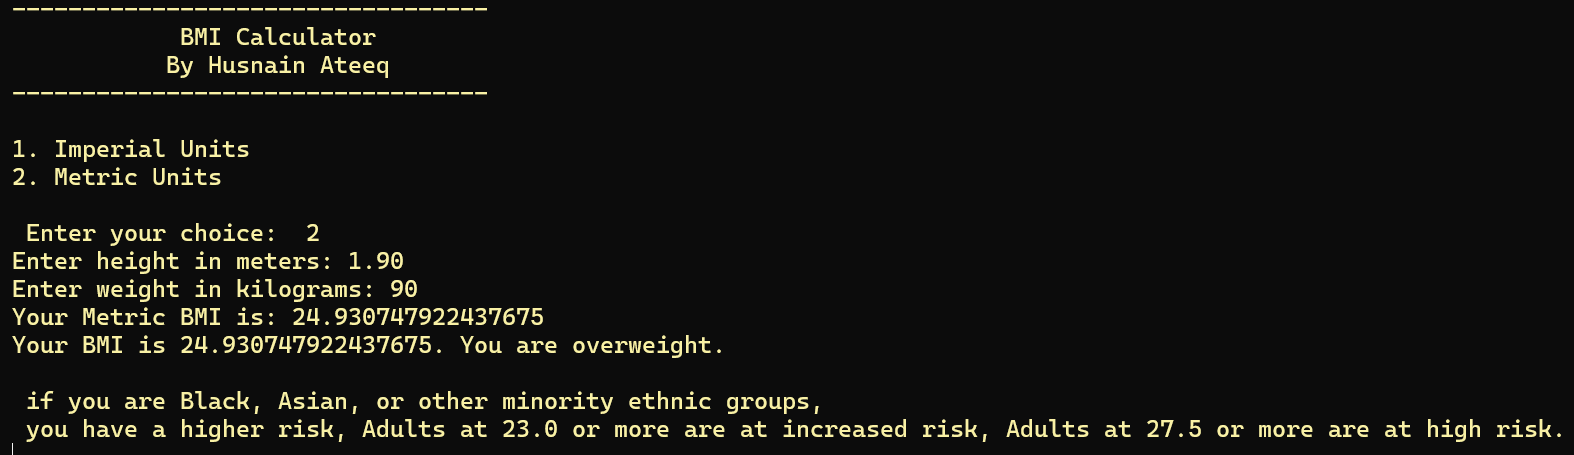 ----------------------------------
BMI Calculator
By Husnain Ateeq
----------------------------------
1. Imperial Units
2. Metric Units
Enter your choice:  2
Enter height in meters: 1.90
Enter weight in kilograms: 90
Your Metric BMI is: 24.930747922437675
Your BMI is 24.930747922437675. You are overweight.
if you are Black, Asian, or other minority ethnic groups,
you have a higher risk, Adults at 23.0 or more are at increased risk, Adults at 27.5 or more are at high risk.